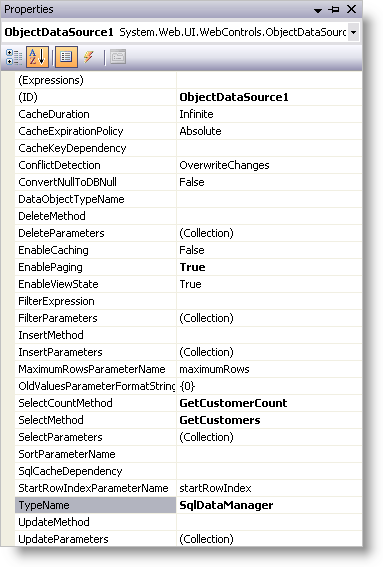 Properties
ObjectDataSource1 System.Web.UI.WebControls.ObjectDataSourc
(Expressions)
(ID) ObjectDataSource1
CacheDuration Infinite
CacheExpirationPolicy Absolute
CacheKeyDependency
ConflictDetection OverwriteChanges
ConvertNullToDBNull False
DataObjectTypeName
DeleteMethod
DeleteParameters (Collection)
EnableCaching False
EnablePaging True
EnableViewState True
FilterExpression
FilterParameters (Collection)
InsertMethod
InsertParameters (Collection)
MaximumRowsParameterName maximumRows
OldValuesParameterFormatString {0}
SelectCountMethod GetCustomerCount
SelectMethod GetCustomers
SelectParameters (Collection)
SortParameterName
SqlCacheDependency
StartRowIndexParameterName startRowIndex
TypeName SqlDataManager
UpdateMethod
UpdateParameters (Collection)